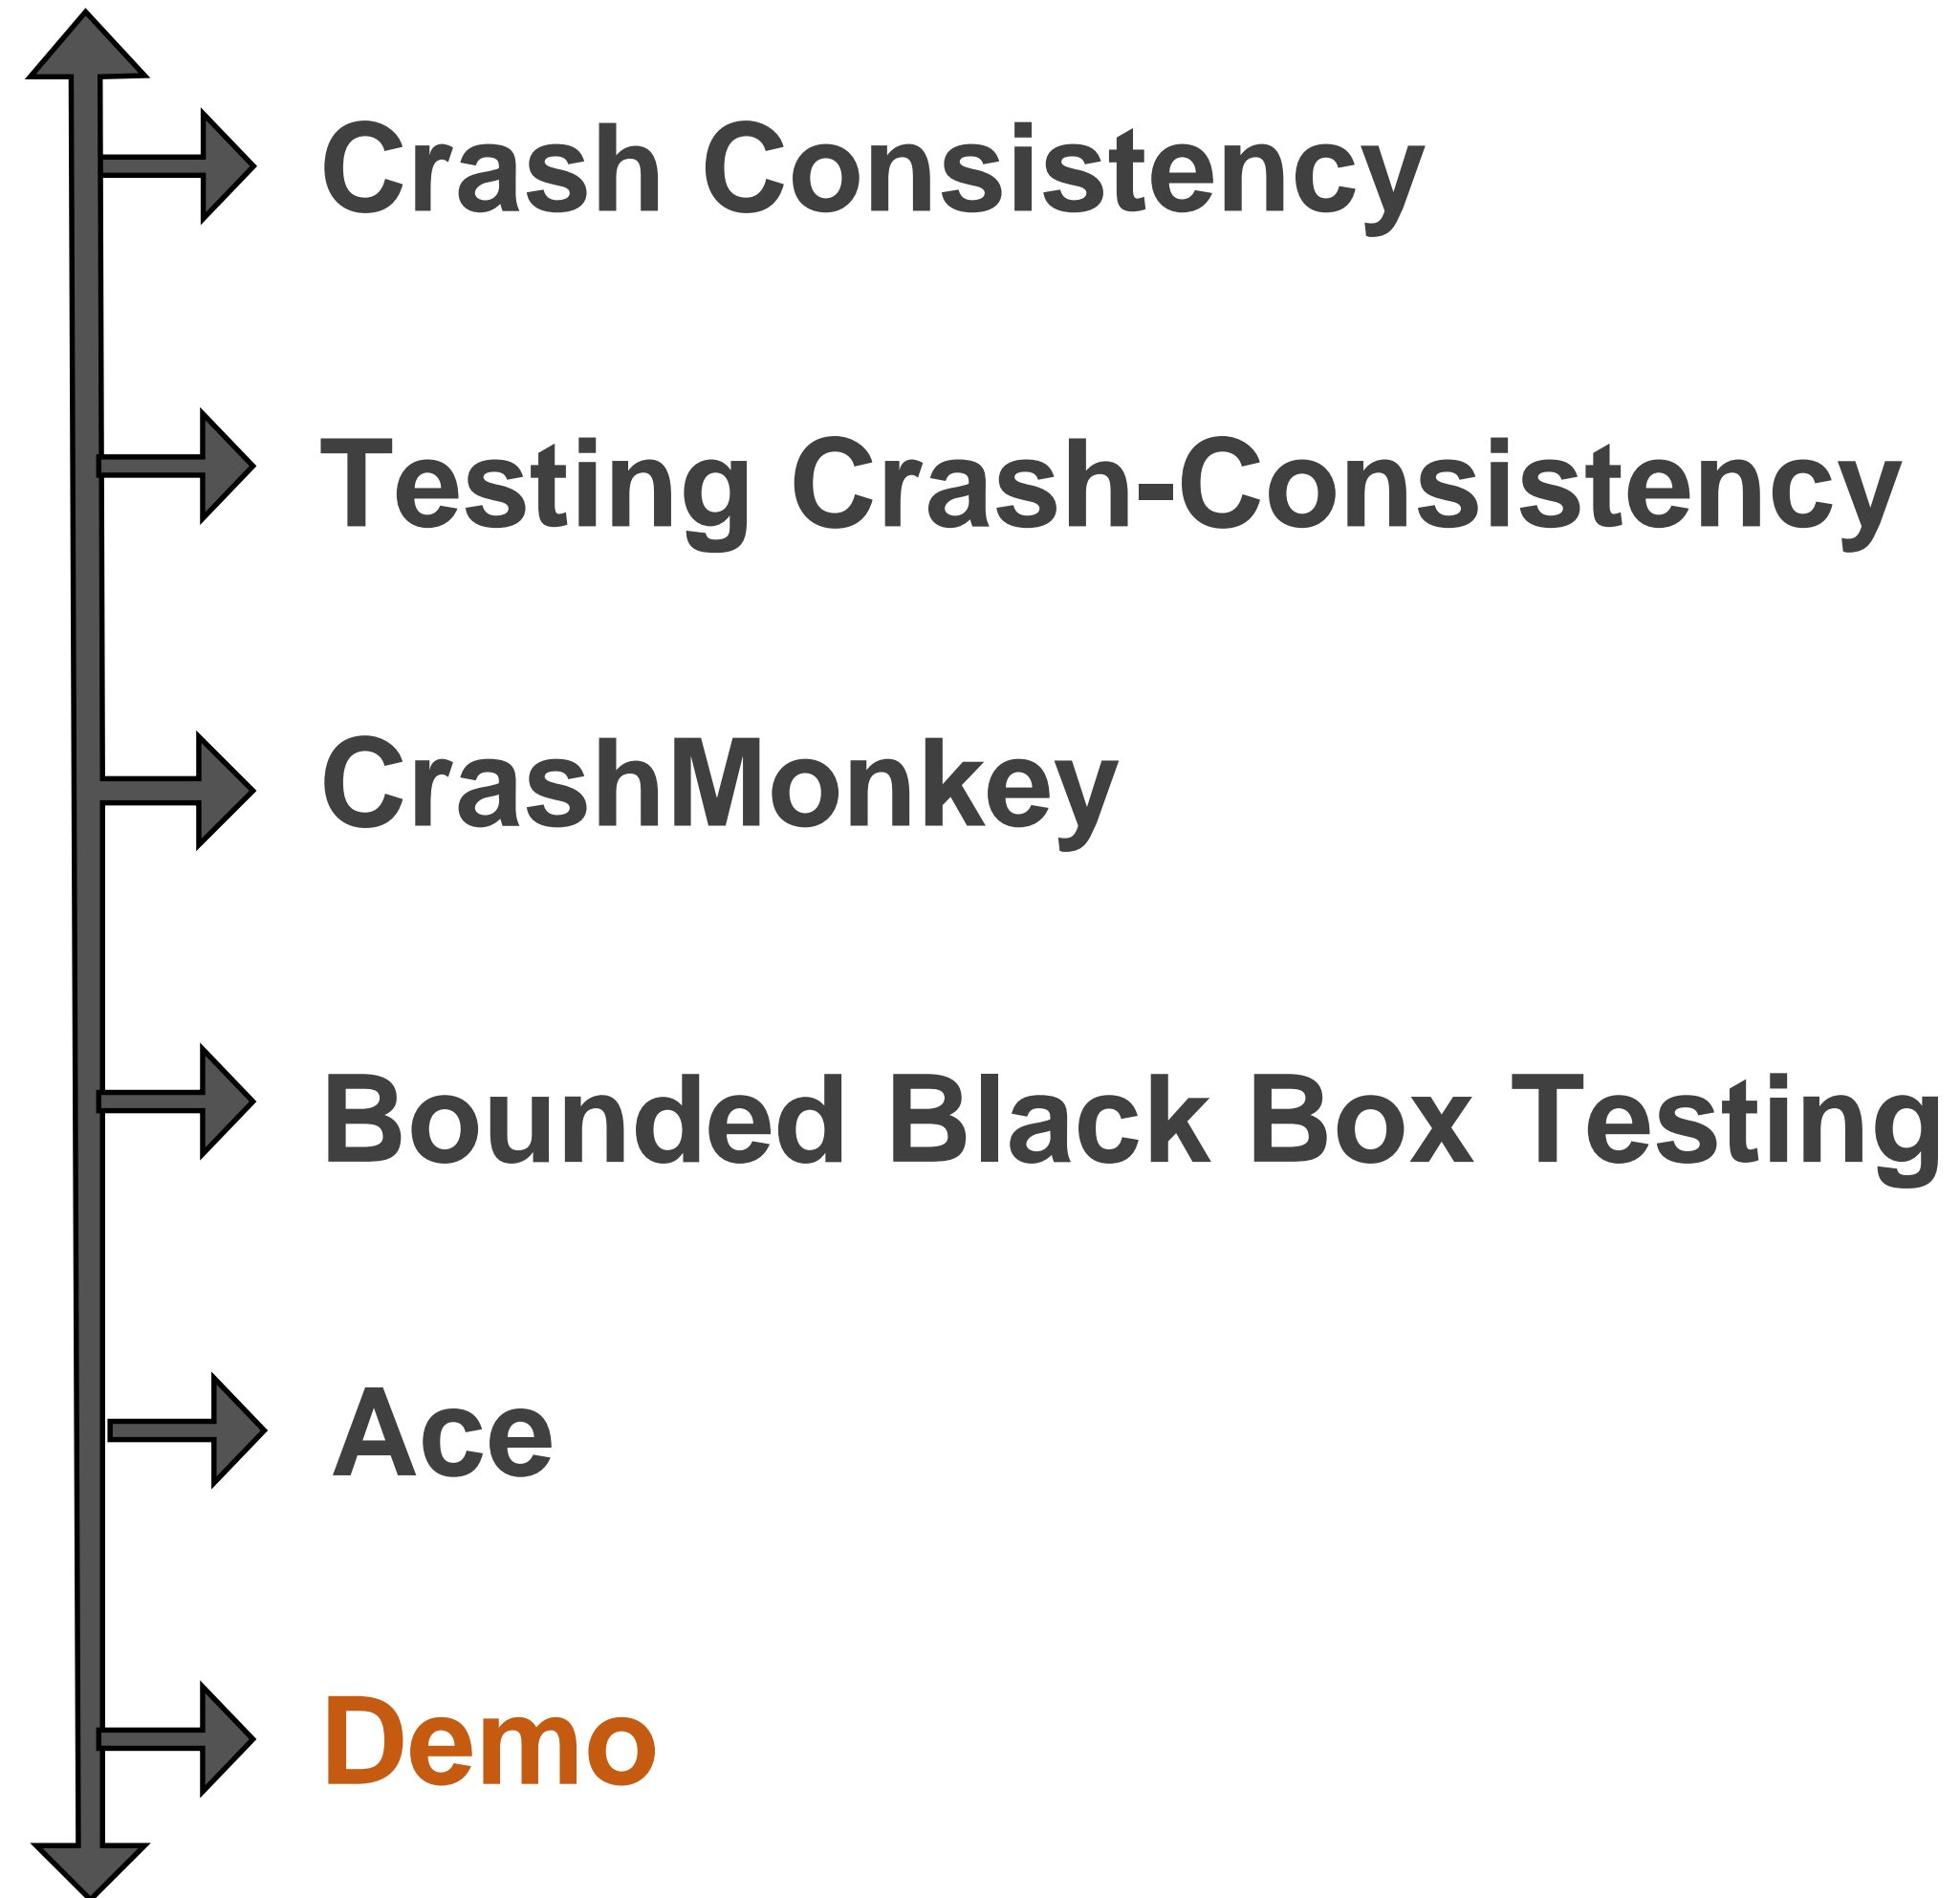 Crash Consistency
Testing Crash-Consistency
CrashMonkey
Bounded Black Box Testing
Ace
Demo